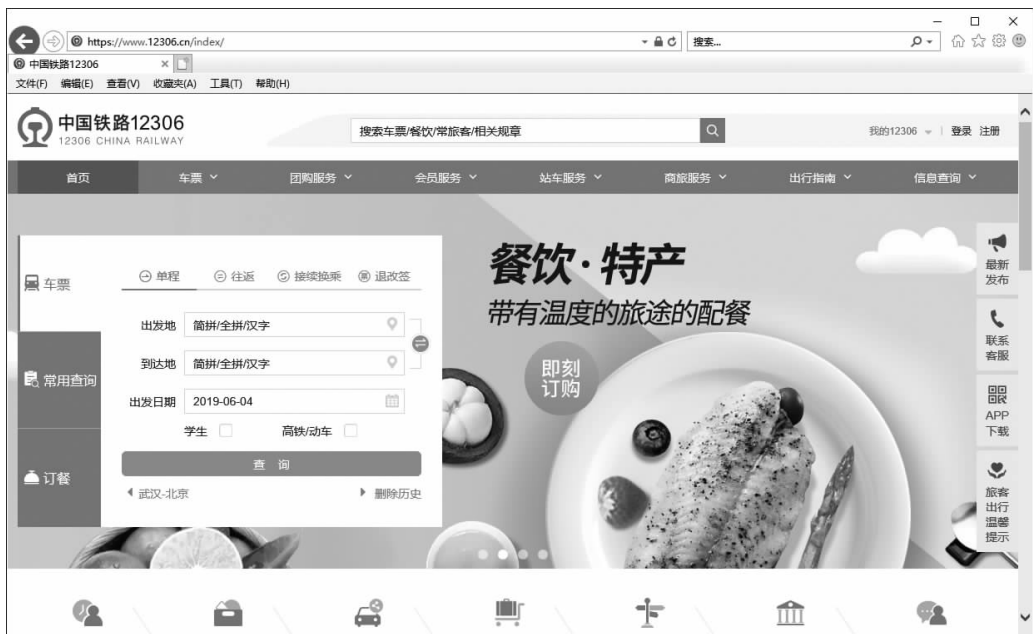 https://www.12306.cn/index/
搜索...
中国铁路12306
文件(F) 编辑(E) 查看(V) 收藏夹(A) 工具(T) 帮助(H)
中国铁路12306
12306 CHINA RAILWAY
搜索车票/餐饮/常旅客/相关规章
我的12306 | 登录 注册
首页 车票 团购服务 会员服务 站车服务 商旅服务 出行指南 信息查询
车票
常用查询
订餐
单程 往返 接续换乘 退改签
出发地 简拼/全拼/汉字
到达地 简拼/全拼/汉字
出发日期 2019-06-04
学生 高铁/动车
查 询
武汉-北京 删除历史
餐饮·特产
带有温度的旅途的配餐
即刻
订购
最新
发布
联系
客服
APP
下载
旅客
出行
温馨
提示